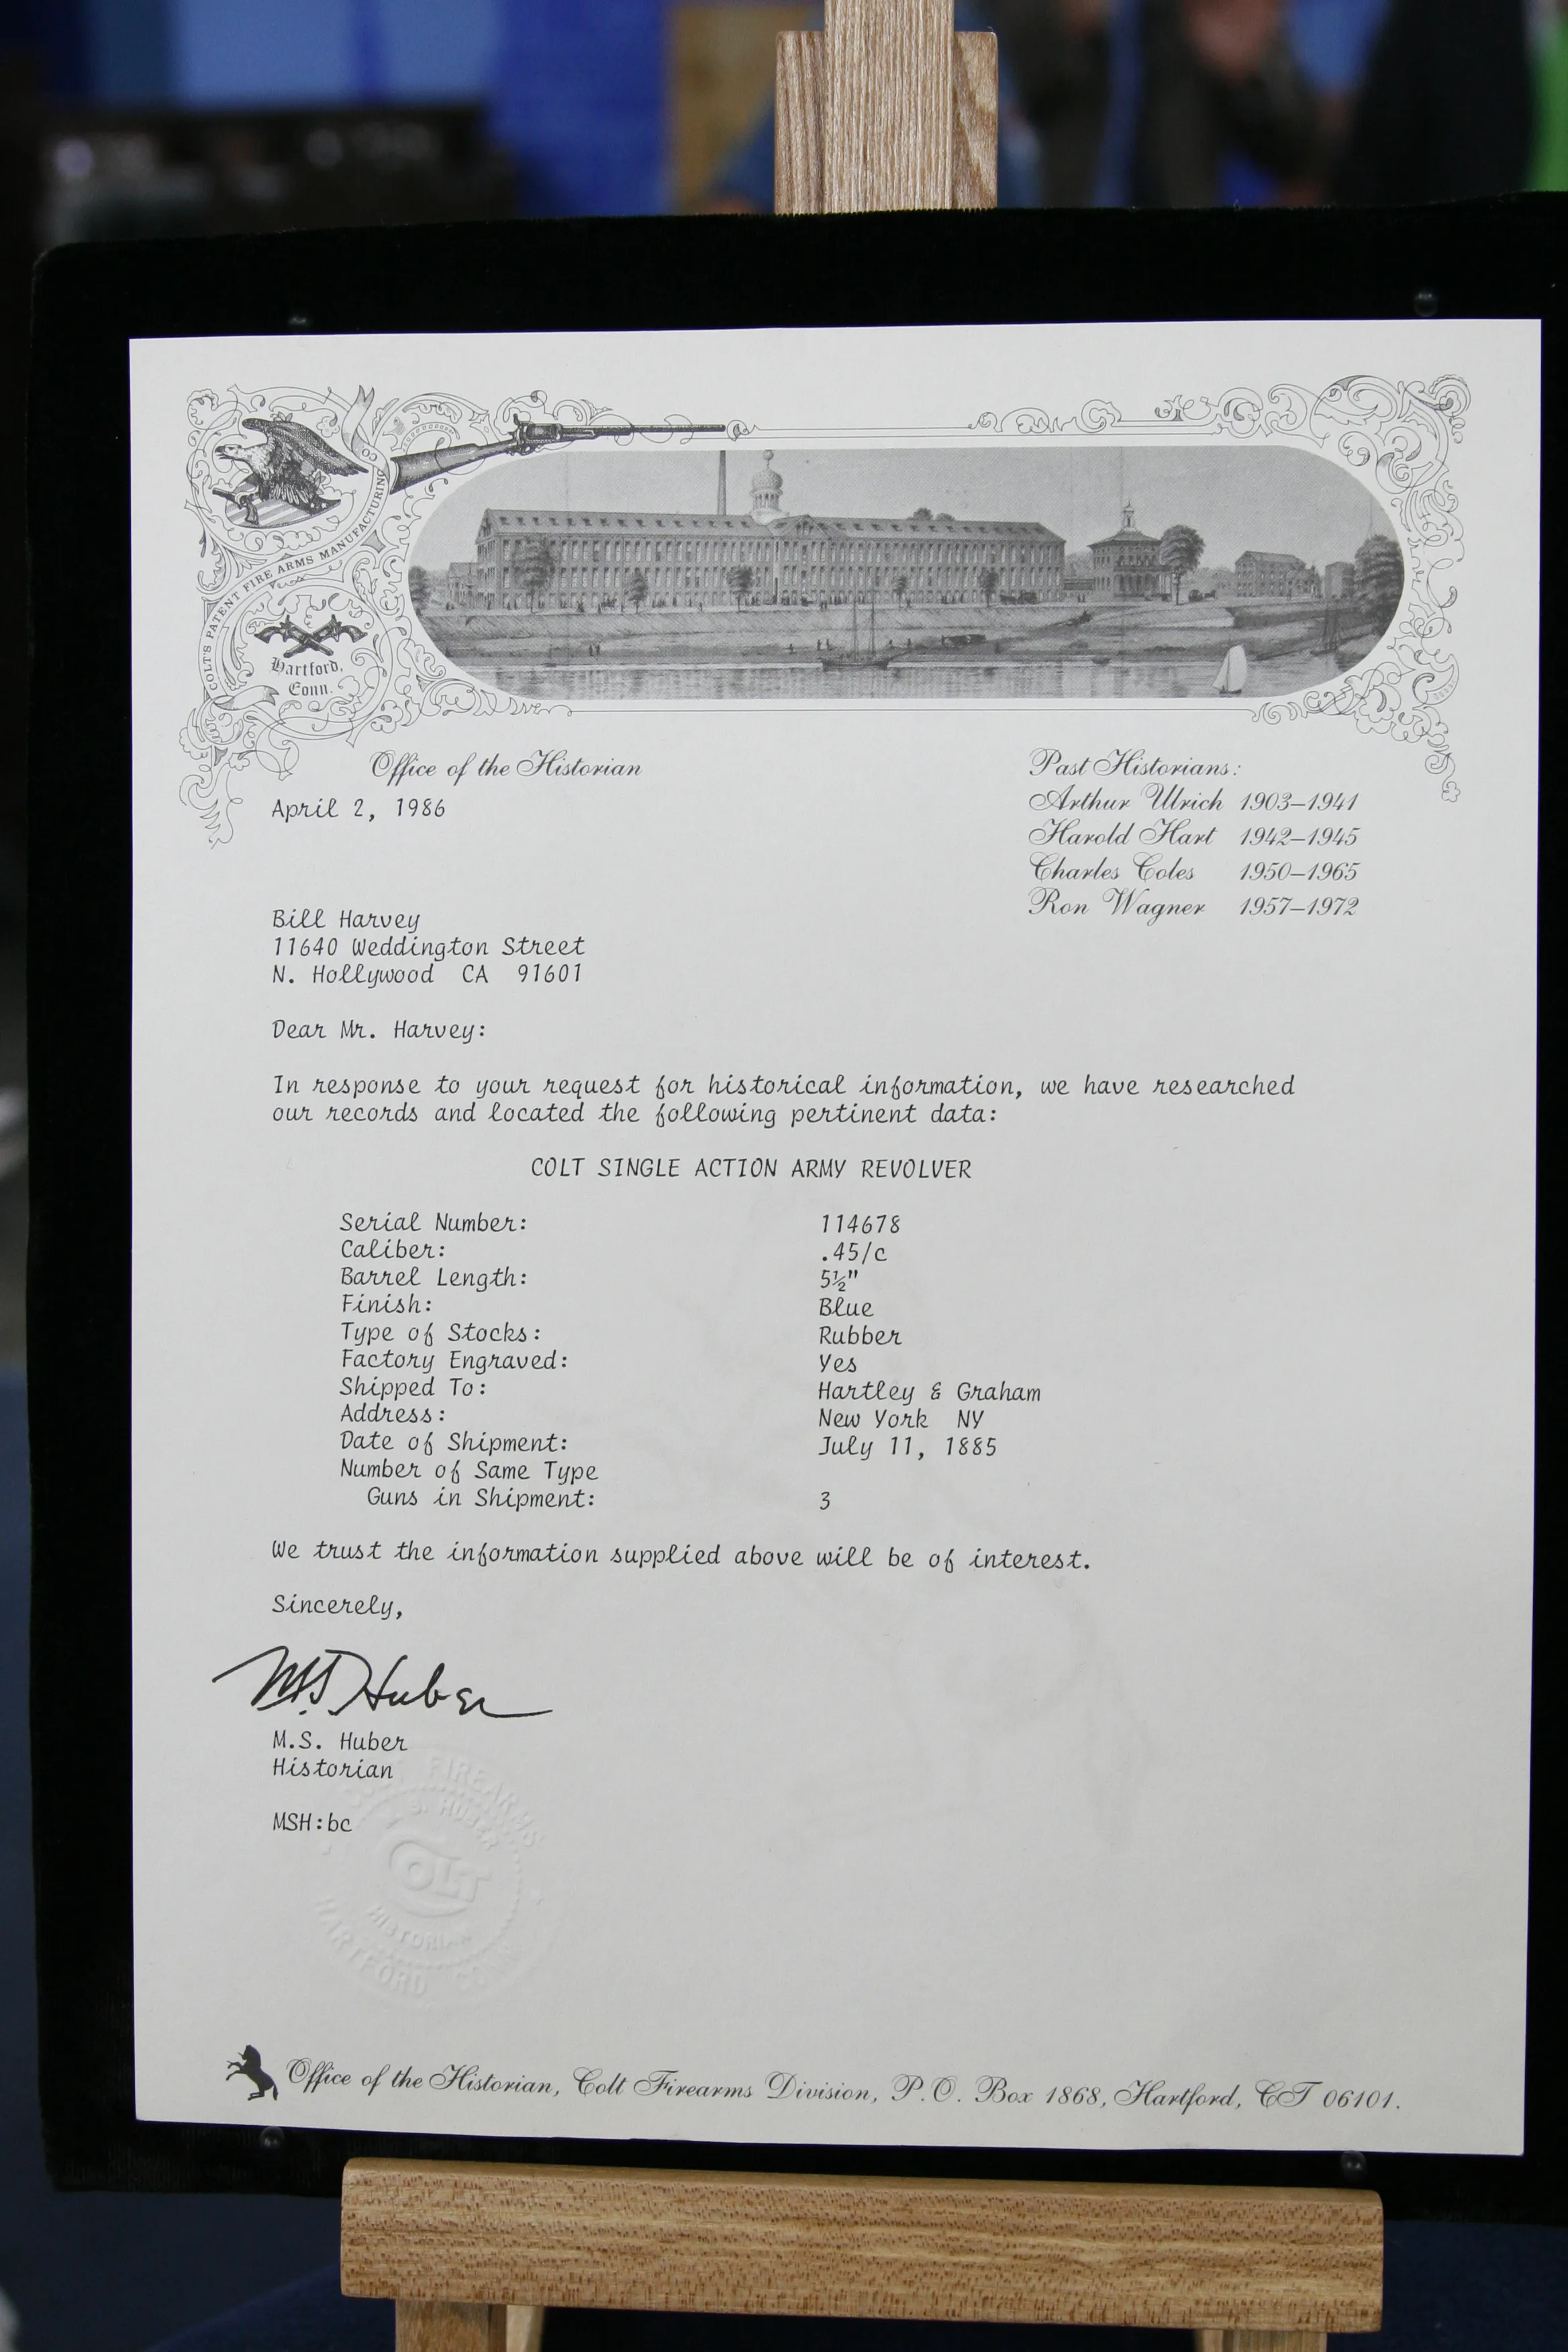 COLT'S PATENT FIRE ARMS MANUFACTURING
Hartford,
Conn.
Office of the Historian
April 2, 1986
Past Historians:
Arthur Ulrich 1903–1941
Harold Hart 1942–1945
Charles Coles 1950–1965
Ron Wagner 1957–1972
Bill Harvey
11640 Weddington Street
N. Hollywood CA 91601
Dear Mr. Harvey:
In response to your request for historical information, we have researched
our records and located the following pertinent data:
COLT SINGLE ACTION ARMY REVOLVER
Serial Number: 114678
Caliber: .45/c
Barrel Length: 5½"
Finish: Blue
Type of Stocks: Rubber
Factory Engraved: Yes
Shipped To: Hartley & Graham
Address: New York NY
Date of Shipment: July 11, 1885
Number of Same Type
Guns in Shipment: 3
We trust the information supplied above will be of interest.
Sincerely,
M.S. Huber
M.S. Huber
Historian
MSH:bc
FIREARMS
S. HUBER
COLT
HISTORIAN
HARTFORD
Office of the Historian, Colt Firearms Division, P.O. Box 1868, Hartford, CT 06101.